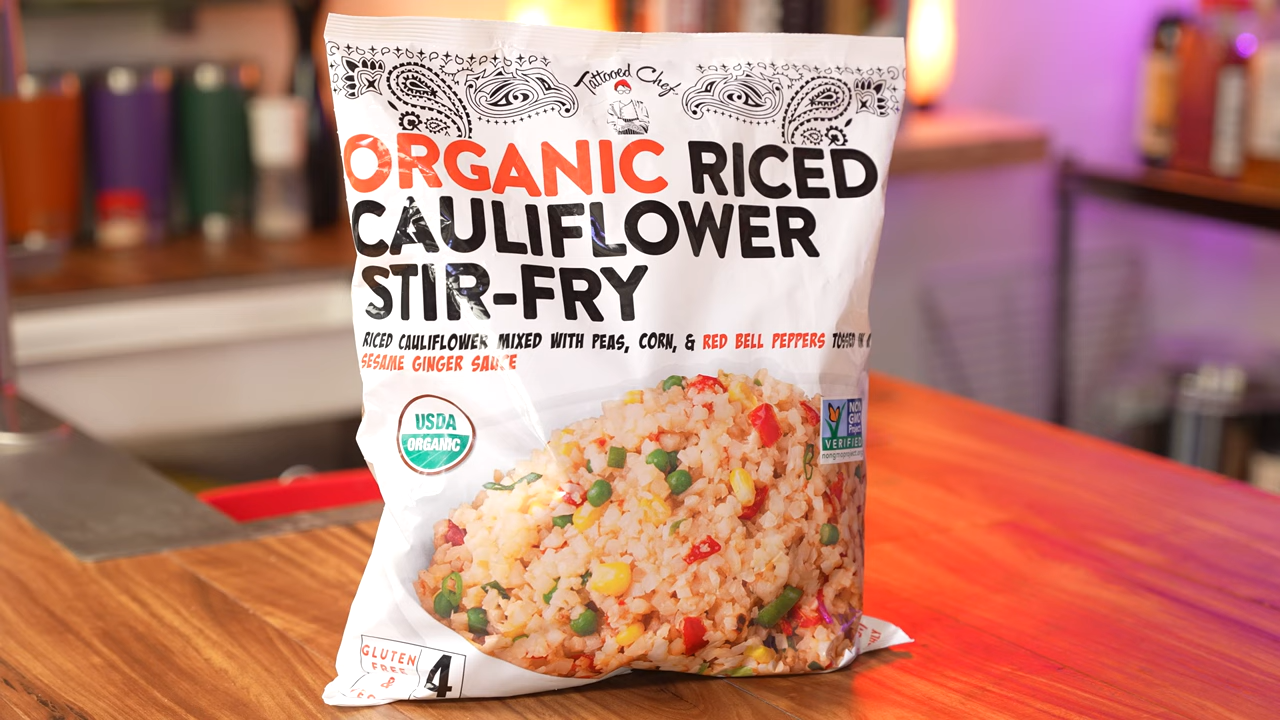 Tattooed Chef
ORGANIC RICED
CAULIFLOWER
STIR-FRY
RICED CAULIFLOWER MIXED WITH PEAS, CORN, & RED BELL PEPPERS TOSSED
SESAME GINGER SAUCE
USDA
ORGANIC
NON
GMO
Project
VERIFIED
nongmoproject.org
GLUTEN
FREE
&
4